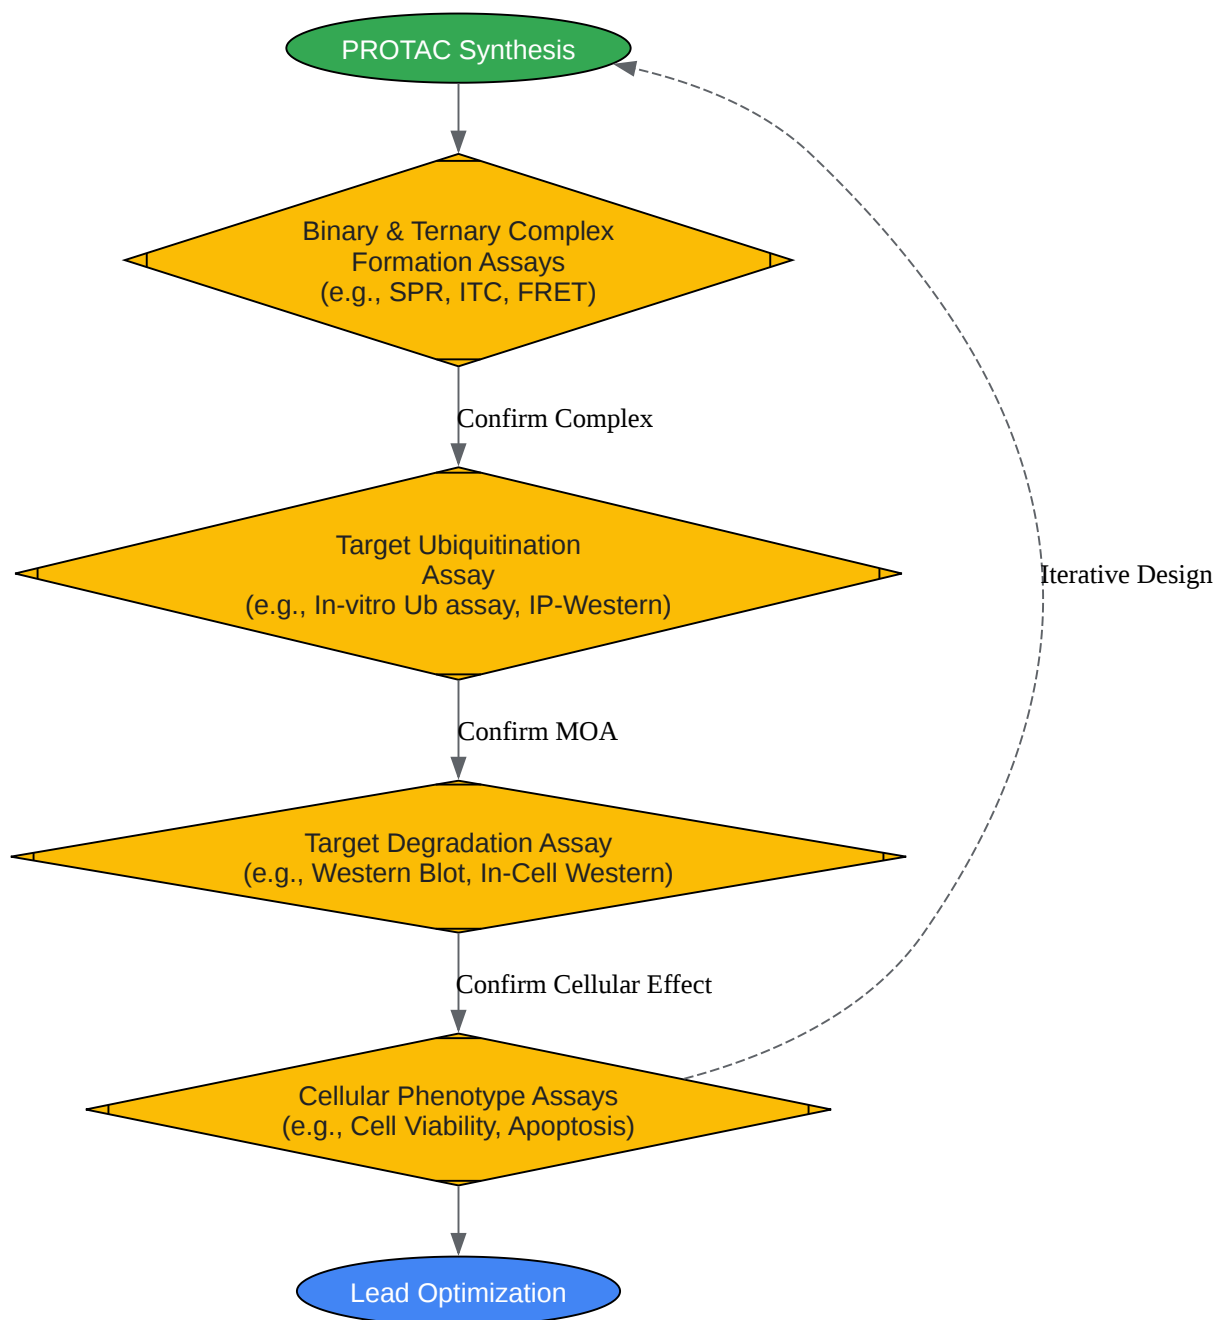 PROTAC Synthesis
Binary & Ternary Complex
Formation Assays
(e.g., SPR, ITC, FRET)
Confirm Complex
Target Ubiquitination
Assay
(e.g., In-vitro Ub assay, IP-Western)
Iterative Design
Confirm MOA
Target Degradation Assay
(e.g., Western Blot, In-Cell Western)
Confirm Cellular Effect
Cellular Phenotype Assays
(e.g., Cell Viability, Apoptosis)
Lead Optimization